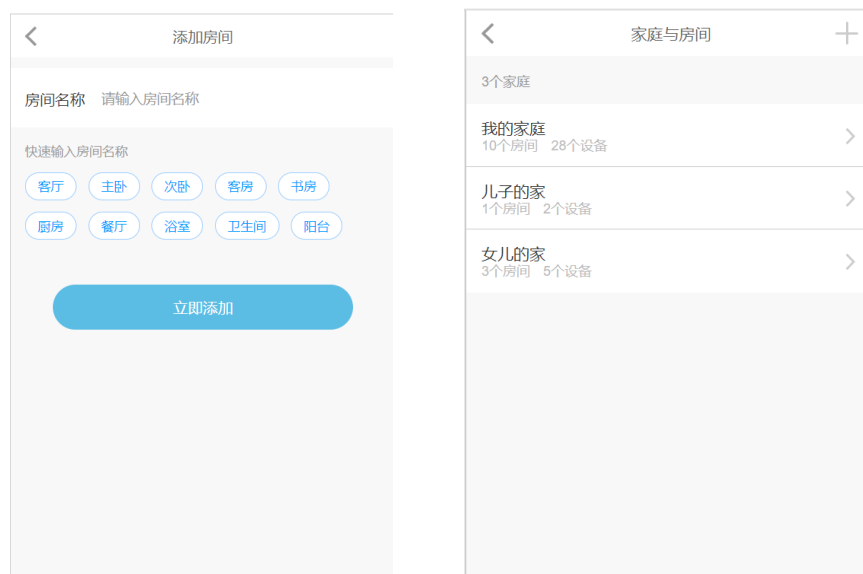 添加房间
房间名称 请输入房间名称
快速输入房间名称
客厅 主卧 次卧 客房 书房
厨房 餐厅 浴室 卫生间 阳台
立即添加
家庭与房间
3个家庭
我的家庭
10个房间 28个设备
儿子的家
1个房间 2个设备
女儿的家
3个房间 5个设备